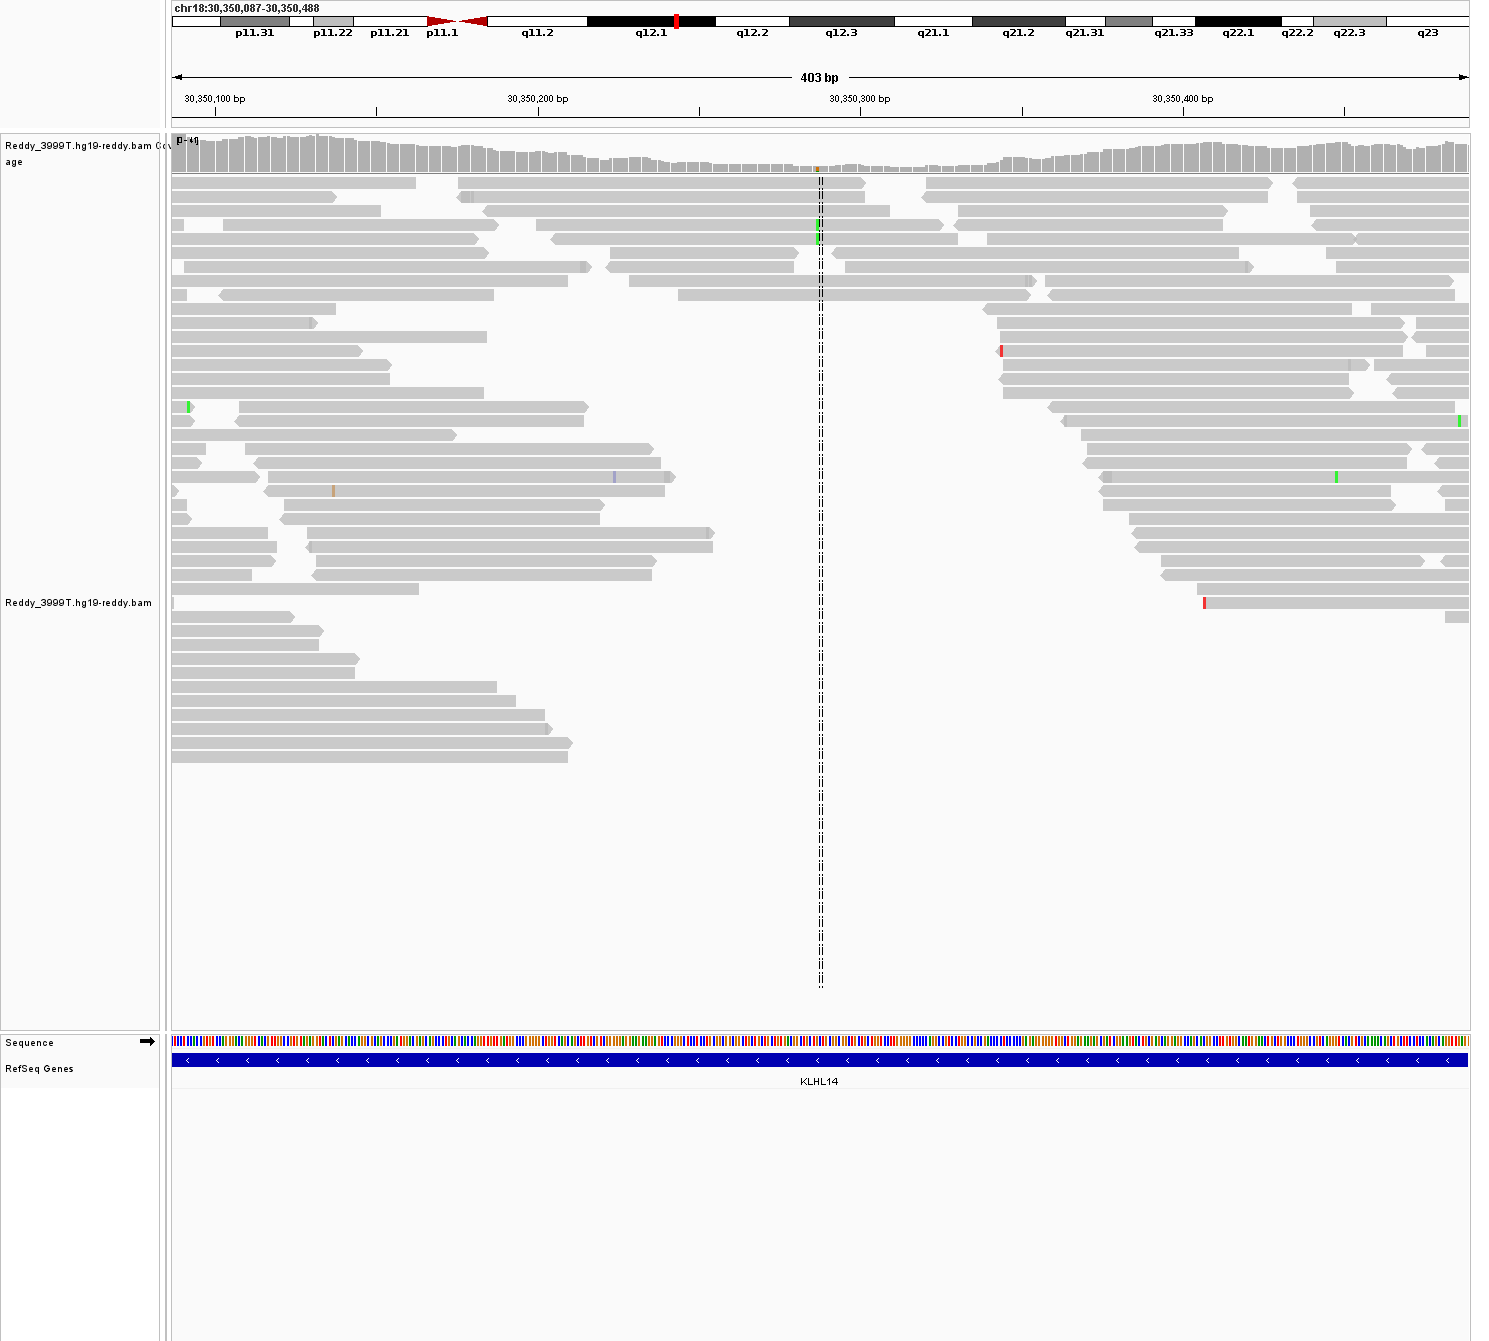 chr18:30,350,087-30,350,488
p11.31 p11.22 p11.21 p11.1 q11.2 q12.1 q12.2 q12.3 q21.1 q21.2 q21.31 q21.33 q22.1 q22.2 q22.3 q23
403 bp
30,350,100 bp 30,350,200 bp 30,350,300 bp 30,350,400 bp
Reddy_3999T.hg19-reddy.bam
age
Reddy_3999T.hg19-reddy.bam
Sequence
RefSeq Genes
KLHL14